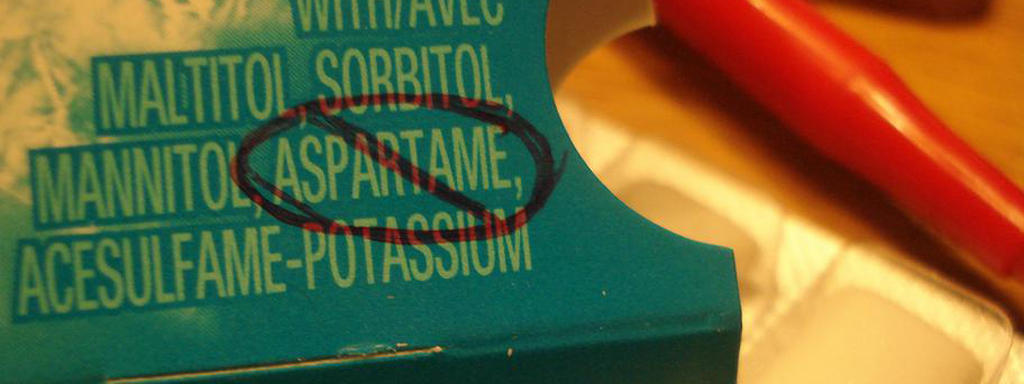 WITH/AVEC
MALTITOL, SORBITOL,
MANNITOL, ASPARTAME,
ACESULFAME-POTASSIUM